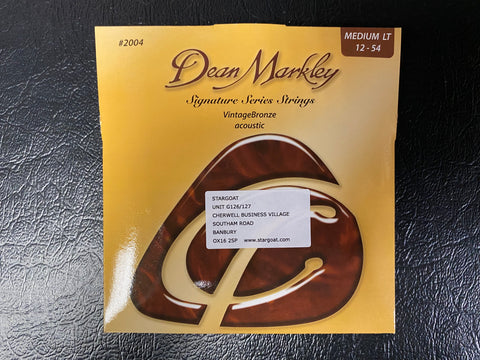 #2004
MEDIUM LT
12 - 54
Dean Markley
Signature Series Strings
VintageBronze
acoustic
STARGOAT
UNIT G126/127
CHERWELL BUSINESS VILLAGE
SOUTHAM ROAD
BANBURY
OX16 2SP www.stargoat.com